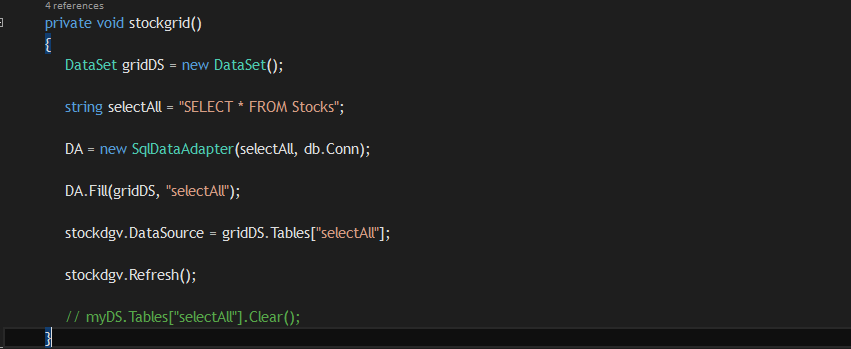 4 references
private void stockgrid()
{
DataSet gridDS = new DataSet();
string selectAll = "SELECT * FROM Stocks";
DA = new SqlDataAdapter(selectAll, db.Conn);
DA.Fill(gridDS, "selectAll");
stockdgv.DataSource = gridDS.Tables["selectAll"];
stockdgv.Refresh();
// myDS.Tables["selectAll"].Clear();
}